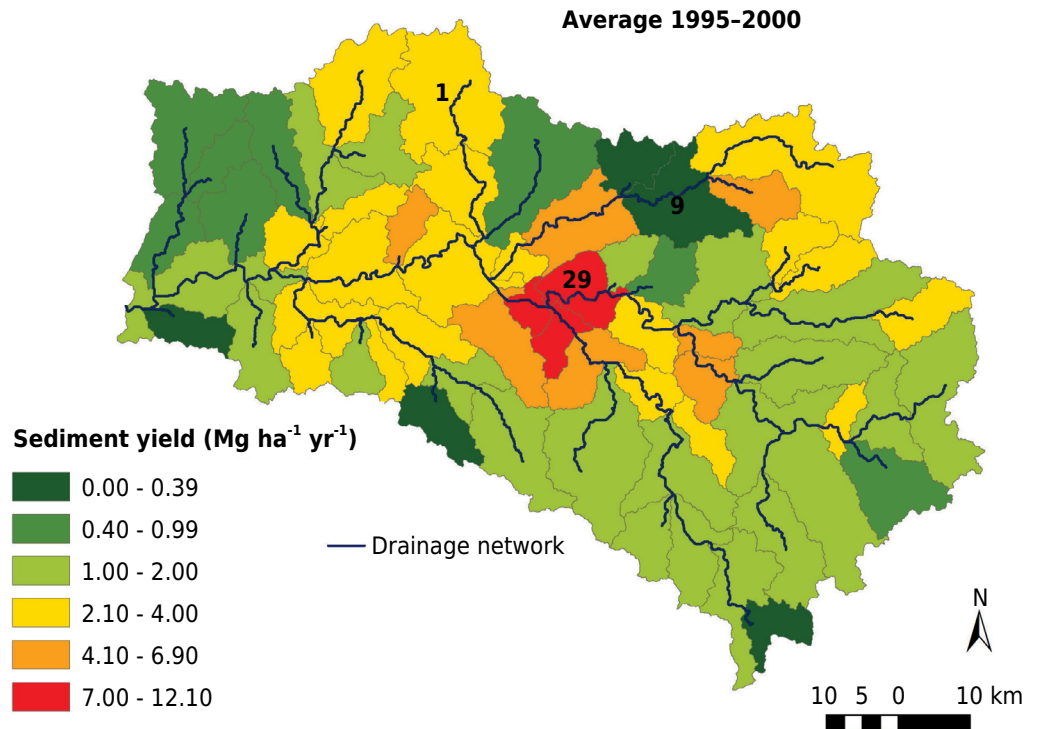 Average 1995–2000
1
9
29
Sediment yield (Mg ha⁻¹ yr⁻¹)
0.00 - 0.39
0.40 - 0.99
1.00 - 2.00
2.10 - 4.00
4.10 - 6.90
7.00 - 12.10
Drainage network
N
10 5 0 10 km